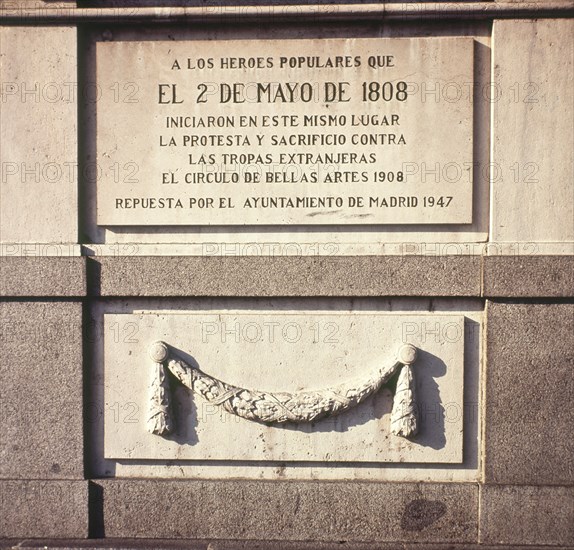 A LOS HEROES POPULARES QUE
EL 2 DE MAYO DE 1808
INICIARON EN ESTE MISMO LUGAR
LA PROTESTA Y SACRIFICIO CONTRA
LAS TROPAS EXTRANJERAS
EL CIRCULO DE BELLAS ARTES 1908
REPUESTA POR EL AYUNTAMIENTO DE MADRID 1947